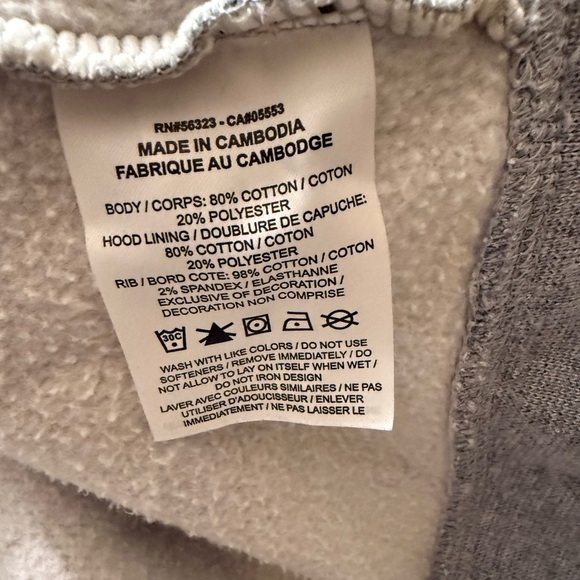 RN#56323 - CA#05553
MADE IN CAMBODIA
FABRIQUE AU CAMBODGE
BODY / CORPS: 80% COTTON / COTON
20% POLYESTER
HOOD LINING / DOUBLURE DE CAPUCHE:
80% COTTON / COTON
20% POLYESTER
RIB / BORD COTE: 98% COTTON / COTON
2% SPANDEX / ELASTHANNE
EXCLUSIVE OF DECORATION /
DECORATION NON COMPRISE
30C
WASH WITH LIKE COLORS / DO NOT USE
SOFTENERS / REMOVE IMMEDIATELY / DO
NOT ALLOW TO LAY ON ITSELF WHEN WET /
DO NOT IRON DESIGN
LAVER AVEC COULEURS SIMILAIRES / NE PAS
UTILISER D'ADOUCISSEUR / ENLEVER
IMMEDIATEMENT / NE PAS LAISSER LE